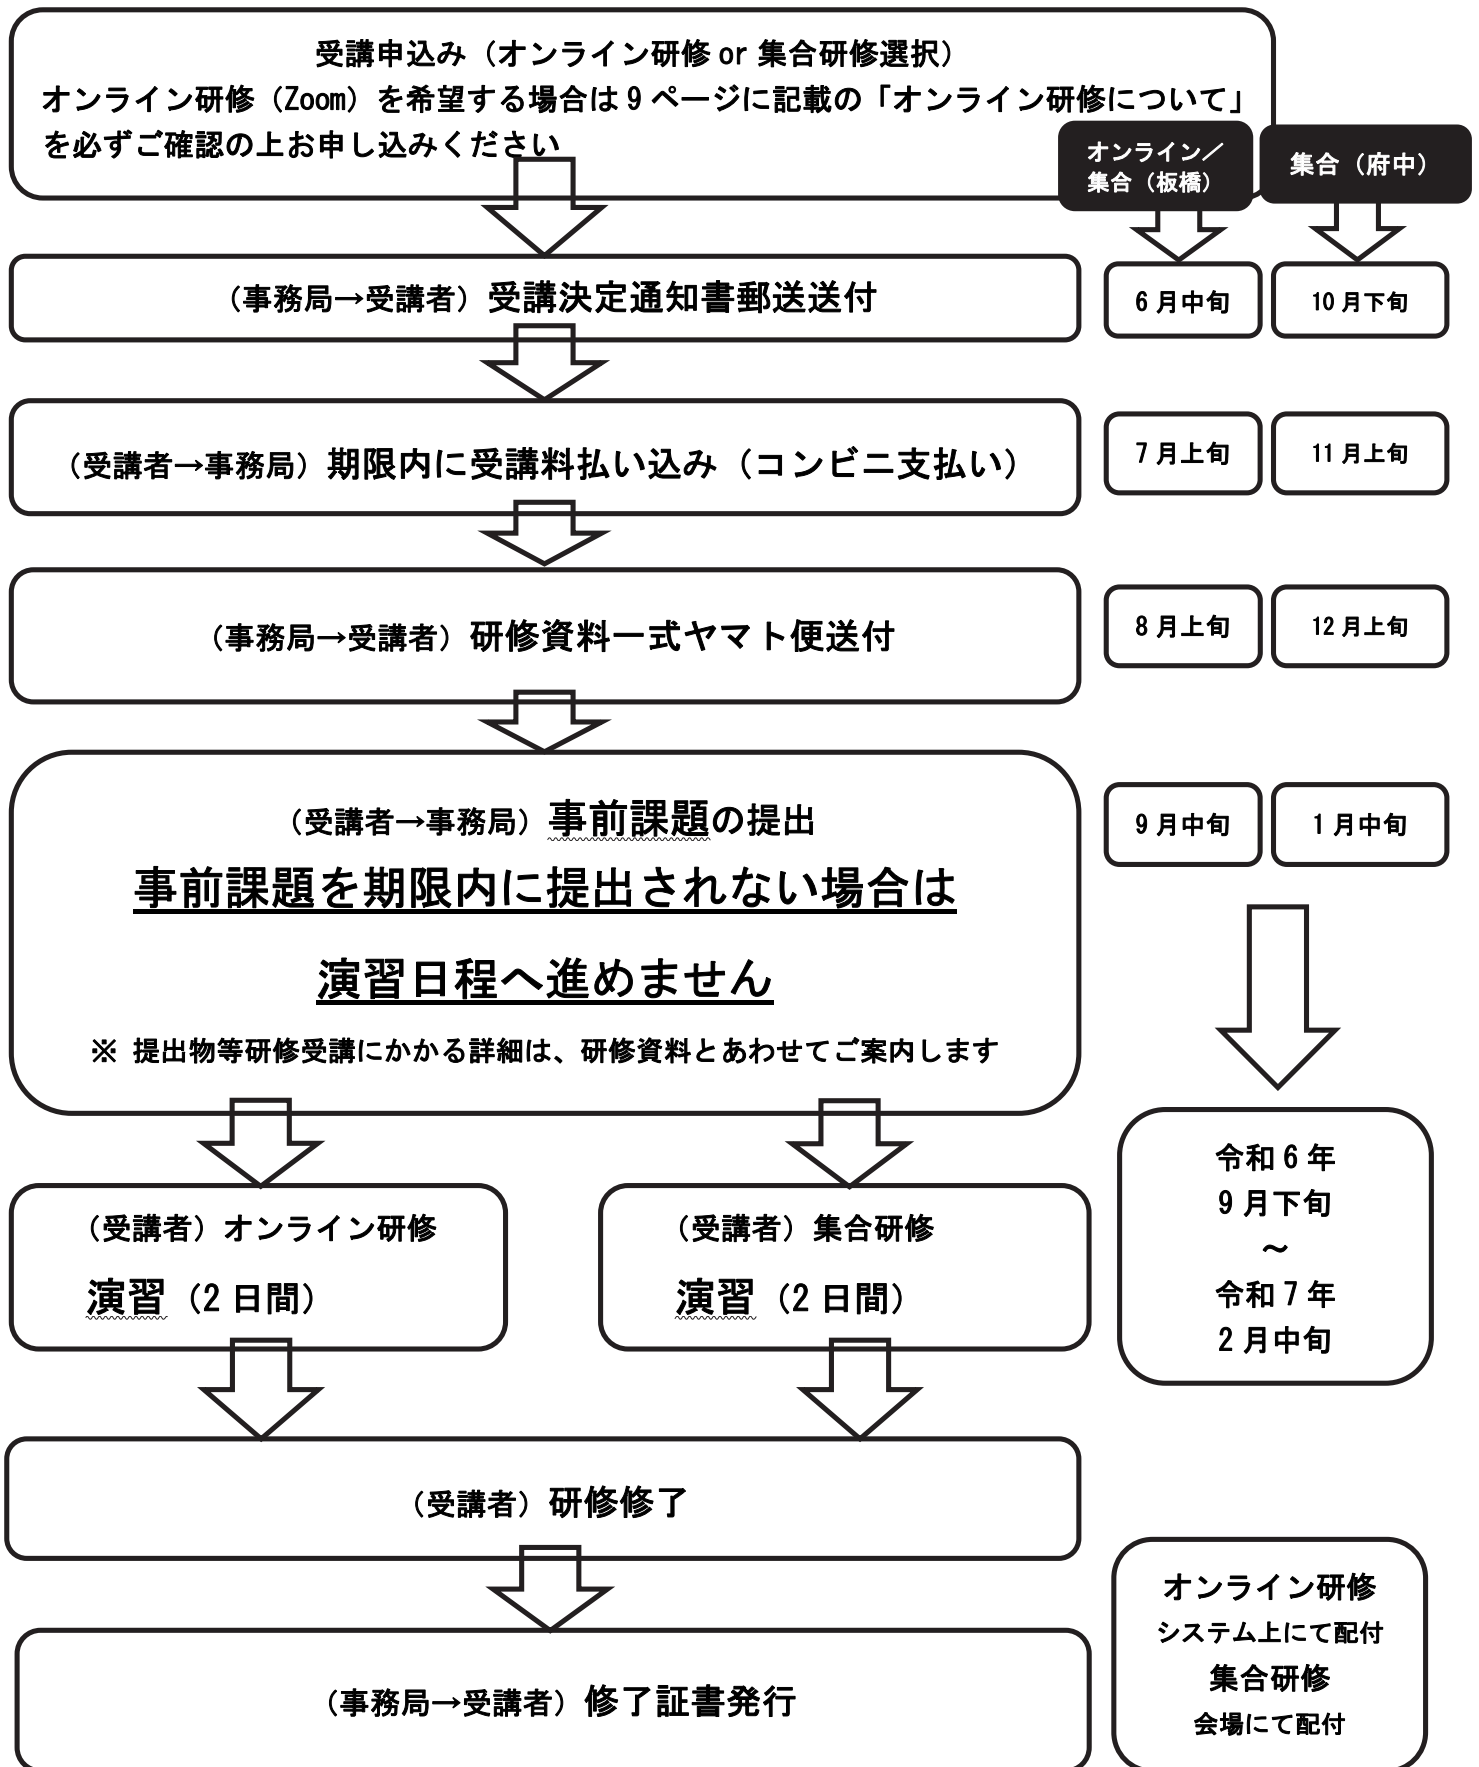 受講申込み（オンライン研修 or 集合研修選択）
オンライン研修（Zoom）を希望する場合は 9 ページに記載の「オンライン研修について」
を必ずご確認の上お申し込みください
オンライン／
集合（板橋）
集合（府中）
（事務局→受講者）受講決定通知書郵送送付
6 月中旬
10 月下旬
（受講者→事務局）期限内に受講料払い込み（コンビニ支払い）
7 月上旬
11 月上旬
（事務局→受講者）研修資料一式ヤマト便送付
8 月上旬
12 月上旬
（受講者→事務局）事前課題の提出
9 月中旬
1 月中旬
事前課題を期限内に提出されない場合は
演習日程へ進めません
※ 提出物等研修受講にかかる詳細は、研修資料とあわせてご案内します
（受講者）オンライン研修
演習（2 日間）
（受講者）集合研修
演習（2 日間）
令和 6 年
9 月下旬
～
令和 7 年
2 月中旬
（受講者）研修修了
（事務局→受講者）修了証書発行
オンライン研修
システム上にて配付
集合研修
会場にて配付